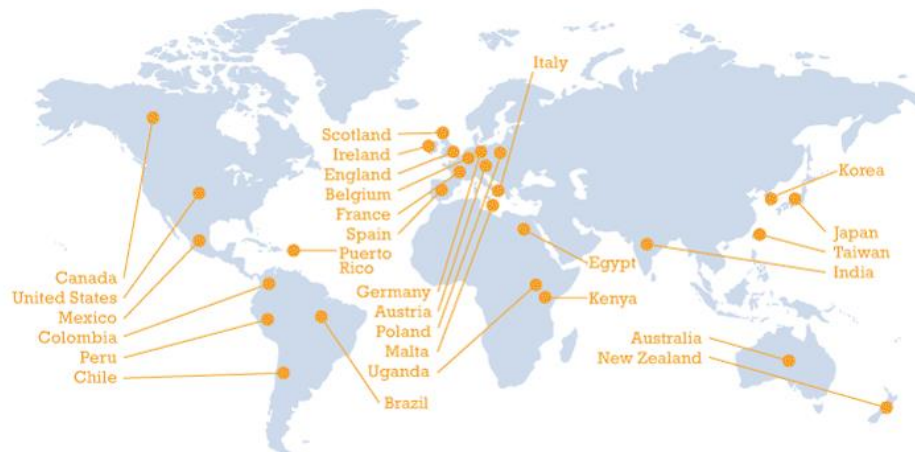 Italy
Scotland
Ireland
England
Belgium
France
Spain
Puerto
Rico
Korea
Japan
Taiwan
India
Canada
United States
Mexico
Colombia
Peru
Chile
Brazil
Germany
Austria
Poland
Malta
Uganda
Egypt
Kenya
Australia
New Zealand